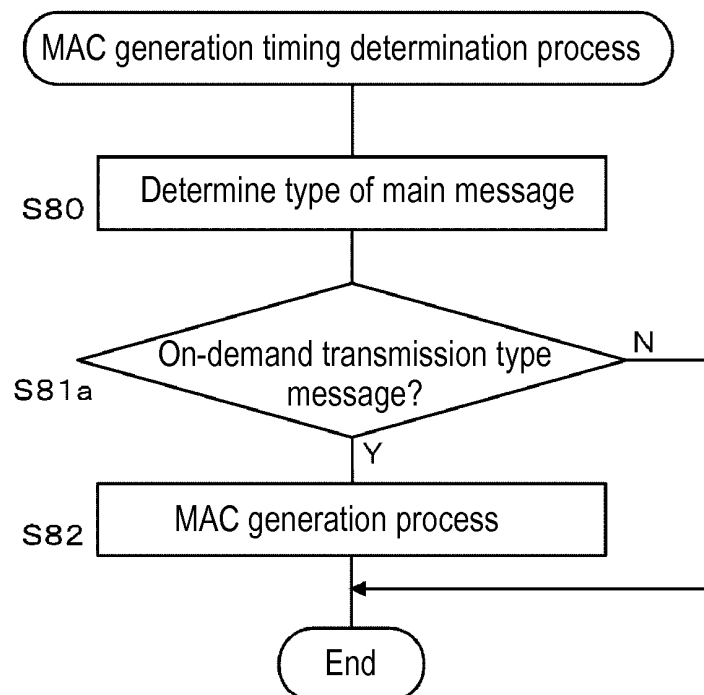 MAC generation timing determination process
S80
Determine type of main message
On-demand transmission type
message?
N
S81a
Y
S82
MAC generation process
End